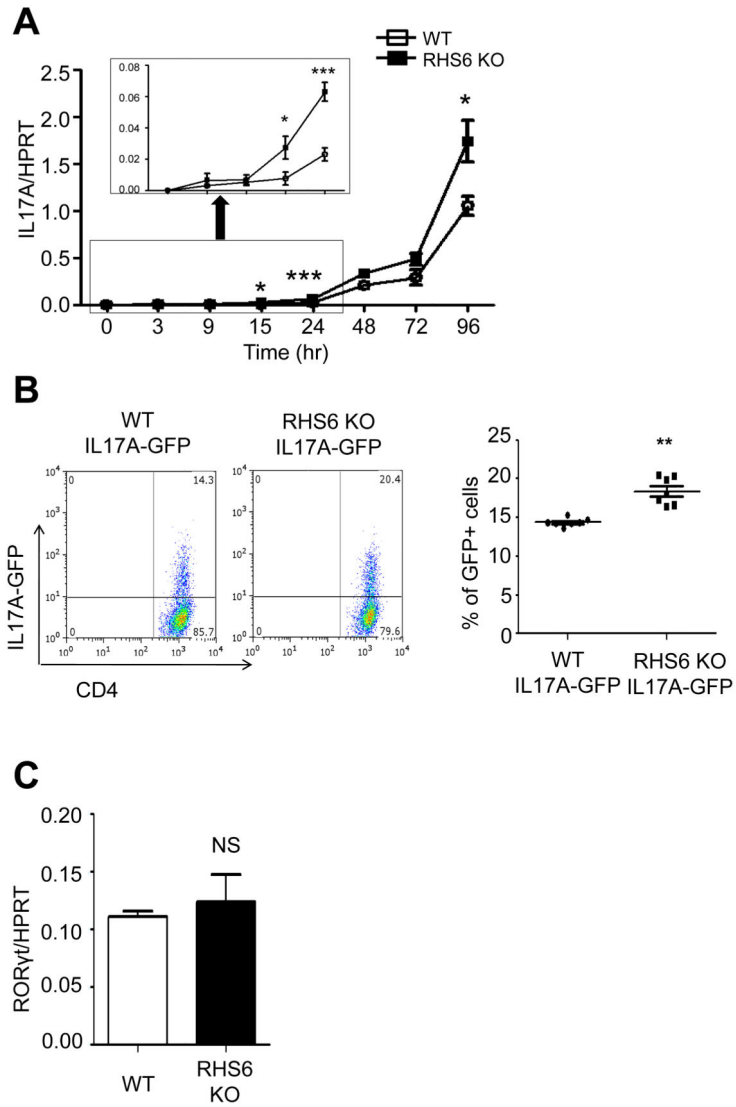 A
WT
RHS6 KO
IL17A/HPRT
2.5
2.0
1.5
1.0
0.5
0.0
0.08
0.06
0.04
0.02
0.00
*
***
*
***
*
0 3 9 15 24 48 72 96
Time (hr)
B
WT
IL17A-GFP
RHS6 KO
IL17A-GFP
IL17A-GFP
10⁴
10³
10²
10¹
10⁰
0 14.3
0 85.7
10⁰ 10¹ 10² 10³ 10⁴
10⁴
10³
10²
10¹
10⁰
0 20.4
0 79.6
10⁰ 10¹ 10² 10³ 10⁴
CD4
% of GFP+ cells
25
20
15
10
5
0
**
WT
IL17A-GFP
RHS6 KO
IL17A-GFP
C
RORγt/HPRT
0.20
0.15
0.10
0.05
0.00
NS
WT
RHS6
KO